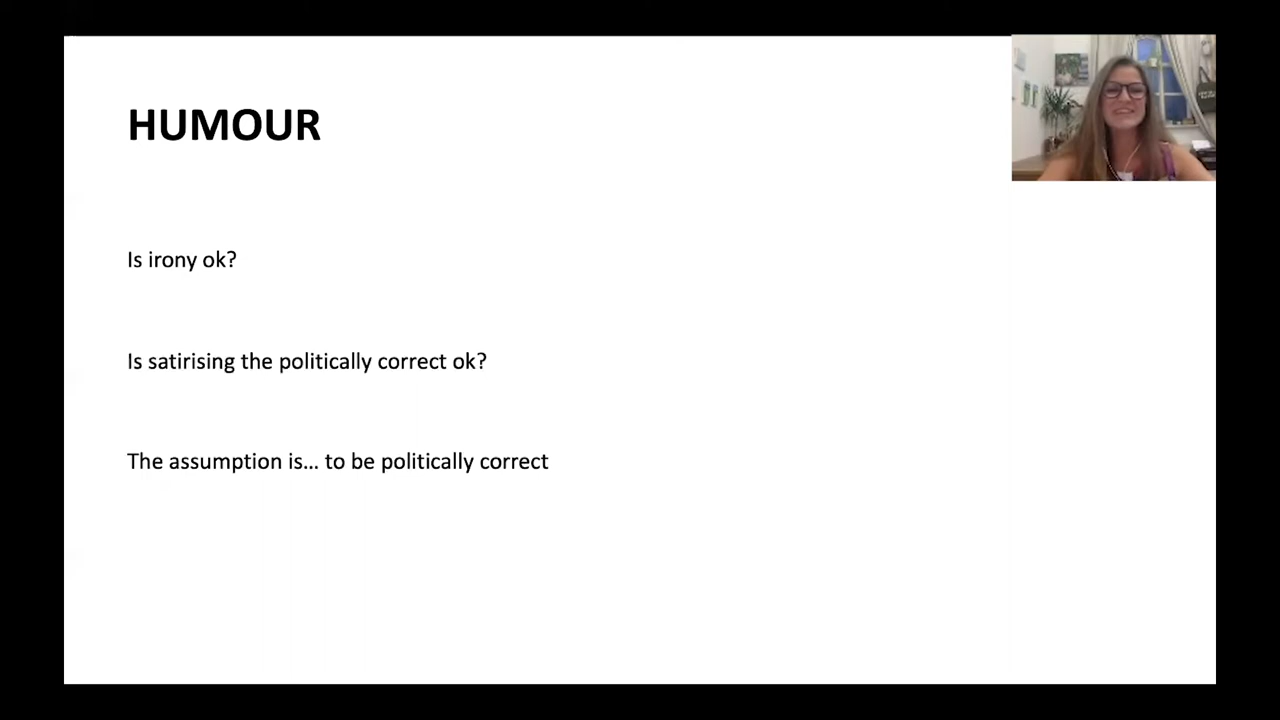 HUMOUR
Is irony ok?
Is satirising the politically correct ok?
The assumption is… to be politically correct